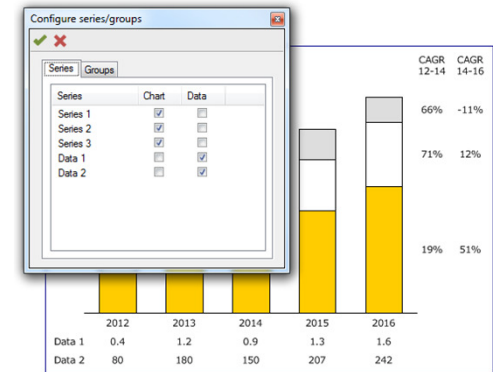 Configure series/groups
Series Groups
Series Chart Data
Series 1
Series 2
Series 3
Data 1
Data 2
CAGR CAGR
12-14 14-16
66% -11%
71% 12%
19% 51%
2012 2013 2014 2015 2016
Data 1 0.4 1.2 0.9 1.3 1.6
Data 2 80 180 150 207 242